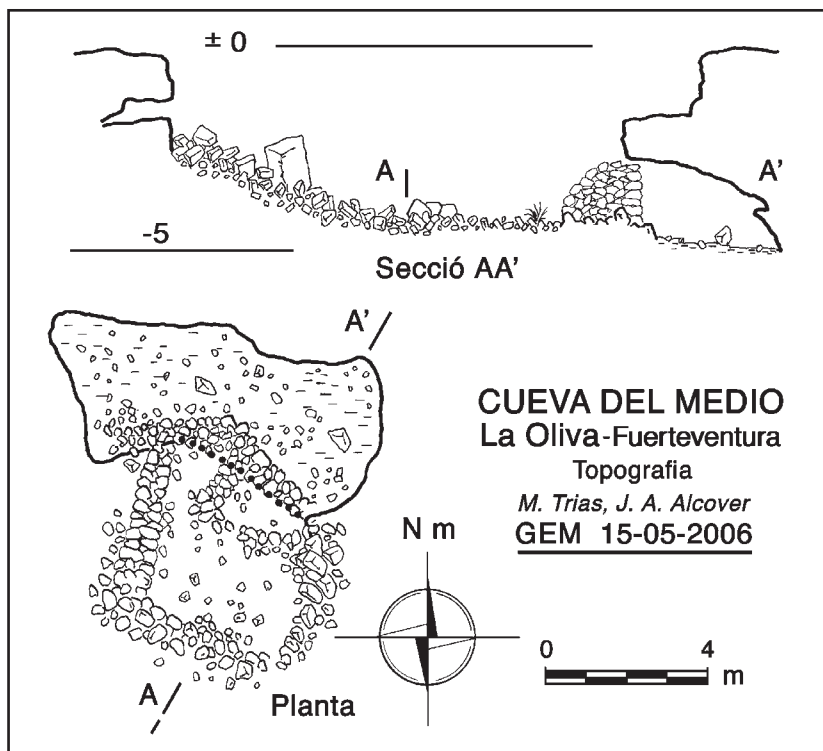 ± 0
A
A'
-5
Secció AA'
A'
CUEVA DEL MEDIO
La Oliva-Fuerteventura
Topografia
M. Trias, J. A. Alcover
GEM 15-05-2006
N m
0 4
m
A
Planta